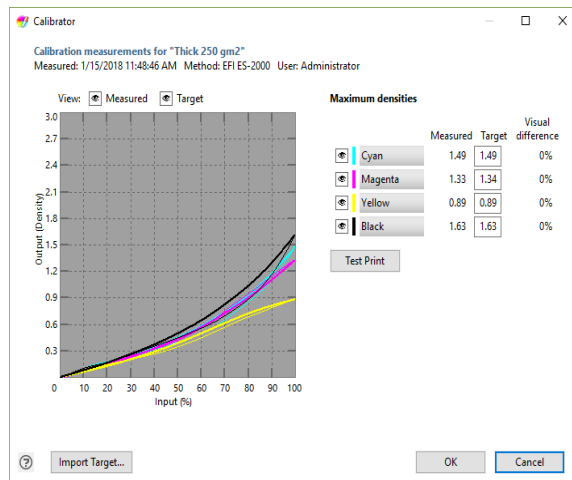 Calibrator
Calibration measurements for "Thick 250 gm2"
Measured: 1/15/2018 11:48:46 AM Method: EFI ES-2000 User: Administrator
View: Measured Target
Maximum densities
Visual
Measured Target difference
Cyan 1.49 1.49 0%
Magenta 1.33 1.34 0%
Yellow 0.89 0.89 0%
Black 1.63 1.63 0%
Test Print
Output (Density)
3.0
2.7
2.4
2.1
1.8
1.5
1.2
0.9
0.6
0.3
0 10 20 30 40 50 60 70 80 90 100
Input (%)
? Import Target... OK Cancel